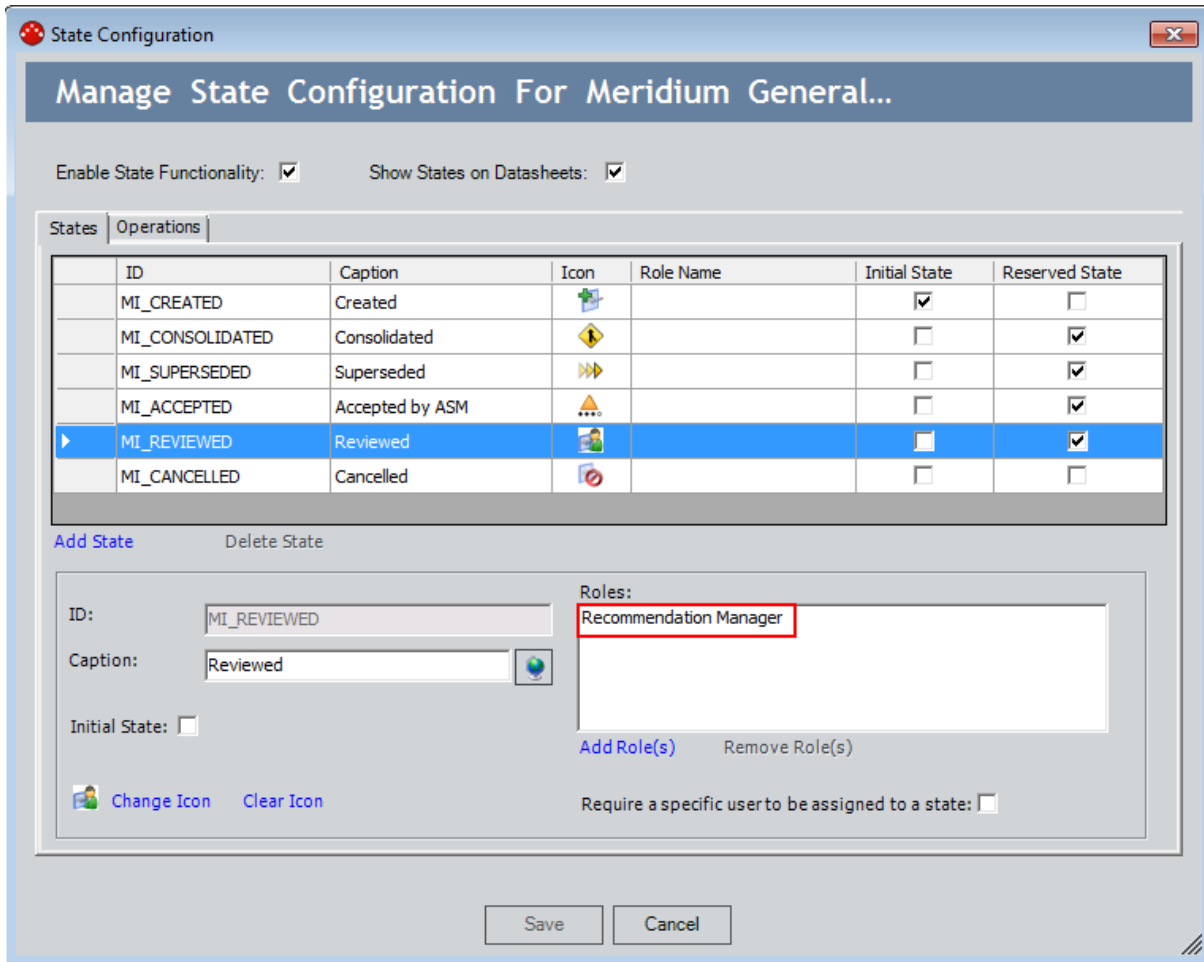 State Configuration
Manage State Configuration For Meridium General...
Enable State Functionality: Show States on Datasheets:
States Operations
ID Caption Icon Role Name Initial State Reserved State
MI_CREATED Created
MI_CONSOLIDATED Consolidated
MI_SUPERSEDED Superseded
MI_ACCEPTED Accepted by ASM
MI_REVIEWED Reviewed
MI_CANCELLED Cancelled
Add State Delete State
Roles:
ID: MI_REVIEWED Recommendation Manager
Caption: Reviewed
Initial State:
Add Role(s) Remove Role(s)
Change Icon Clear Icon Require a specific user to be assigned to a state:
Save Cancel